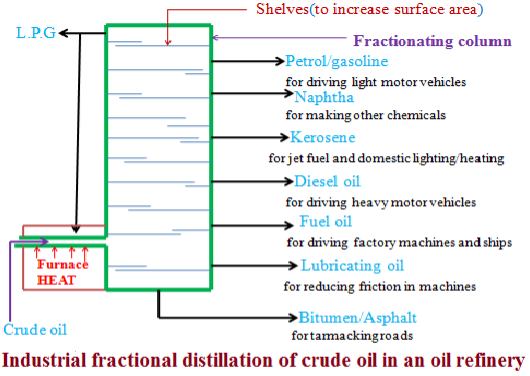 Shelves(to increase surface area)
L.P.G
Fractionating column
Petrol/gasoline
for driving light motor vehicles
Naphtha
for making other chemicals
Kerosene
for jet fuel and domestic lighting/heating
Diesel oil
for driving heavy motor vehicles
Fuel oil
for driving factory machines and ships
Furnace
HEAT
Lubricating oil
for reducing friction in machines
Crude oil
Bitumen/Asphalt
for tarmacking roads
Industrial fractional distillation of crude oil in an oil refinery